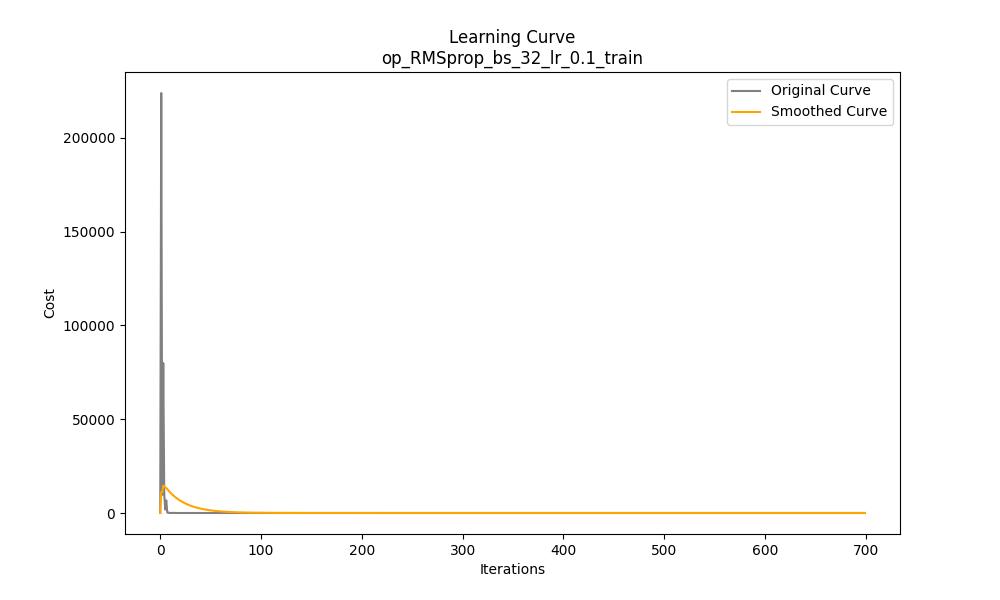 Learning Curve
op_RMSprop_bs_32_lr_0.1_train
Original Curve
Smoothed Curve
200000
150000
100000
50000
0
Cost
0 100 200 300 400 500 600 700
Iterations